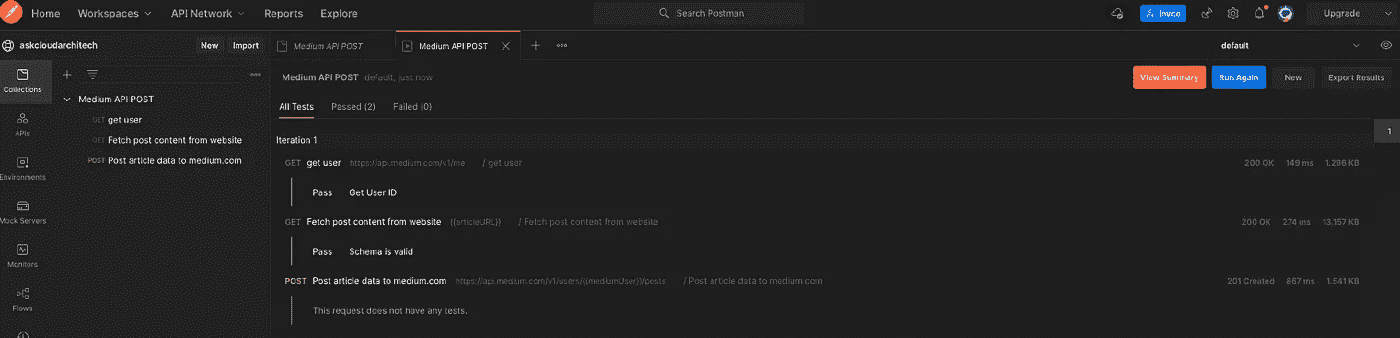 Home Workspaces API Network Reports Explore Search Postman Invite Upgrade
askcloudarchitech New Import Medium API POST Medium API POST default
Collections
Medium API POST default, just now View Summary Run Again New Export Results
Medium API POST
All Tests Passed (2) Failed (0)
GET get user
APIs
GET Fetch post content from website
Iteration 1
1
POST Post article data to medium.com
GET get user https://api.medium.com/v1/me / get user 200 OK 149 ms 1.296 KB
Environments
Pass Get User ID
Mock Servers
GET Fetch post content from website {{articleURL}} / Fetch post content from website 200 OK 274 ms 13.157 KB
Pass Schema is valid
Monitors
POST Post article data to medium.com https://api.medium.com/v1/users/{{mediumUser}}/posts / Post article data to medium.com 201 Created 867 ms 1.541 KB
Flows
This request does not have any tests.